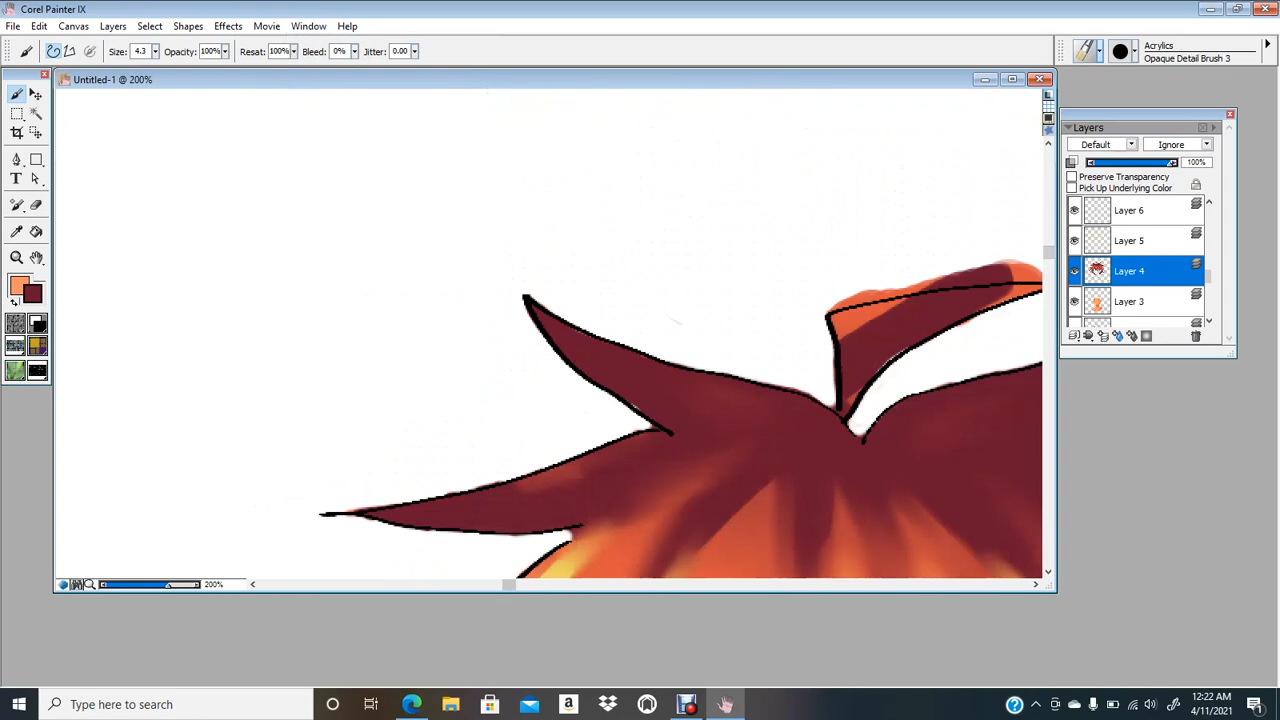 Corel Painter IX
File Edit Canvas Layers Select Shapes Effects Movie Window Help
Size: 4.3 Opacity: 100% Resat: 100% Bleed: 0% Jitter: 0.00
Acrylics
Opaque Detail Brush 3
Untitled-1 @ 200%
Layers
Default Ignore
100%
Preserve Transparency
Pick Up Underlying Color
Layer 6
Layer 5
Layer 4
Layer 3
T
200%
Type here to search
12:22 AM
4/11/2021